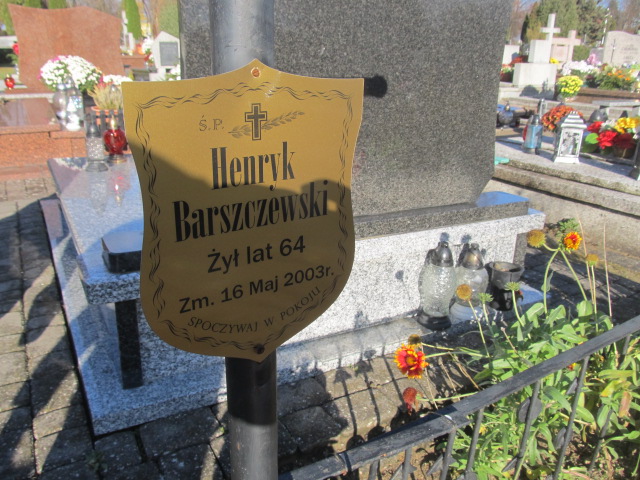 Ś.P.
Henryk
Barszczewski
Żył lat 64
Zm. 16 Maj 2003r.
SPOCZYWAJ W POKOJU